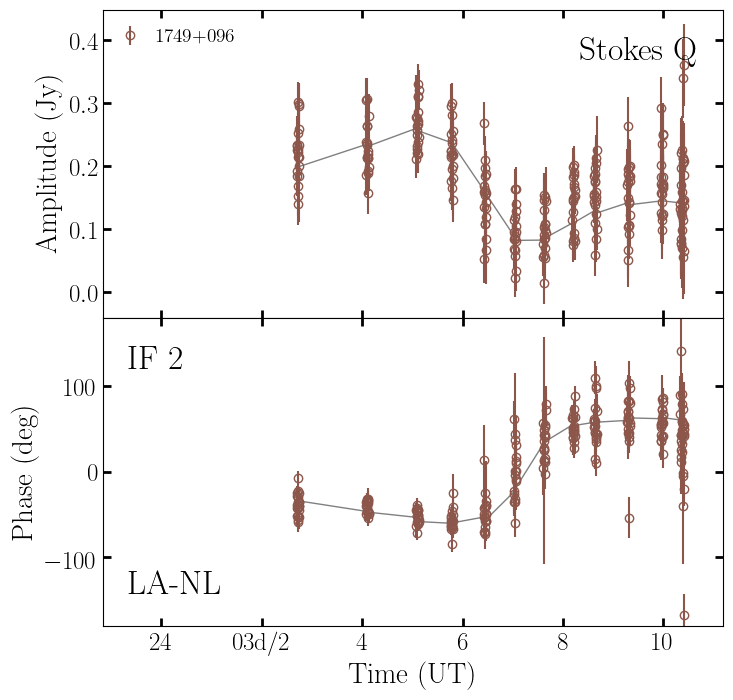 1749+096
Stokes Q
Amplitude (Jy)
0.4
0.3
0.2
0.1
0.0
IF 2
LA-NL
Phase (deg)
100
0
−100
24
03d/2
4
6
8
10
Time (UT)